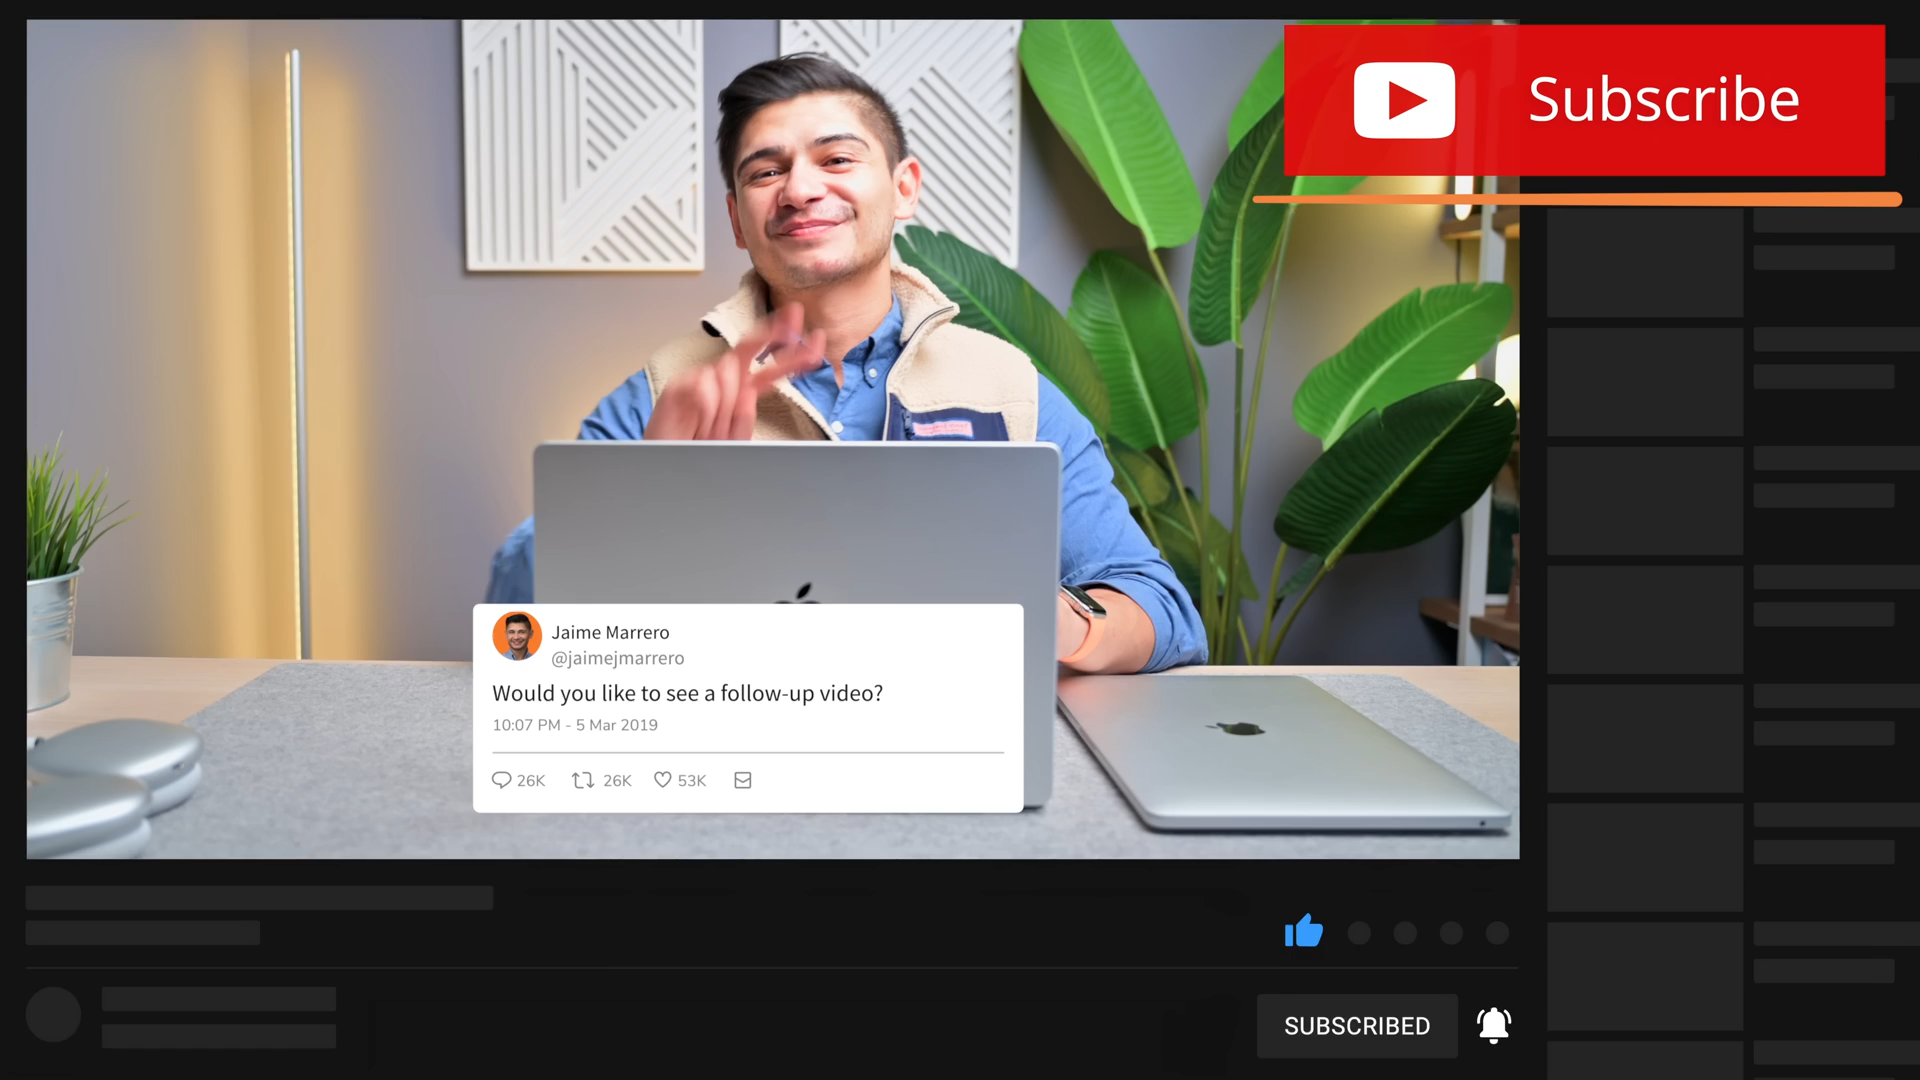 Subscribe
Jaime Marrero
@jaimejmarrero
Would you like to see a follow-up video?
10:07 PM - 5 Mar 2019
26K 26K 53K
SUBSCRIBED